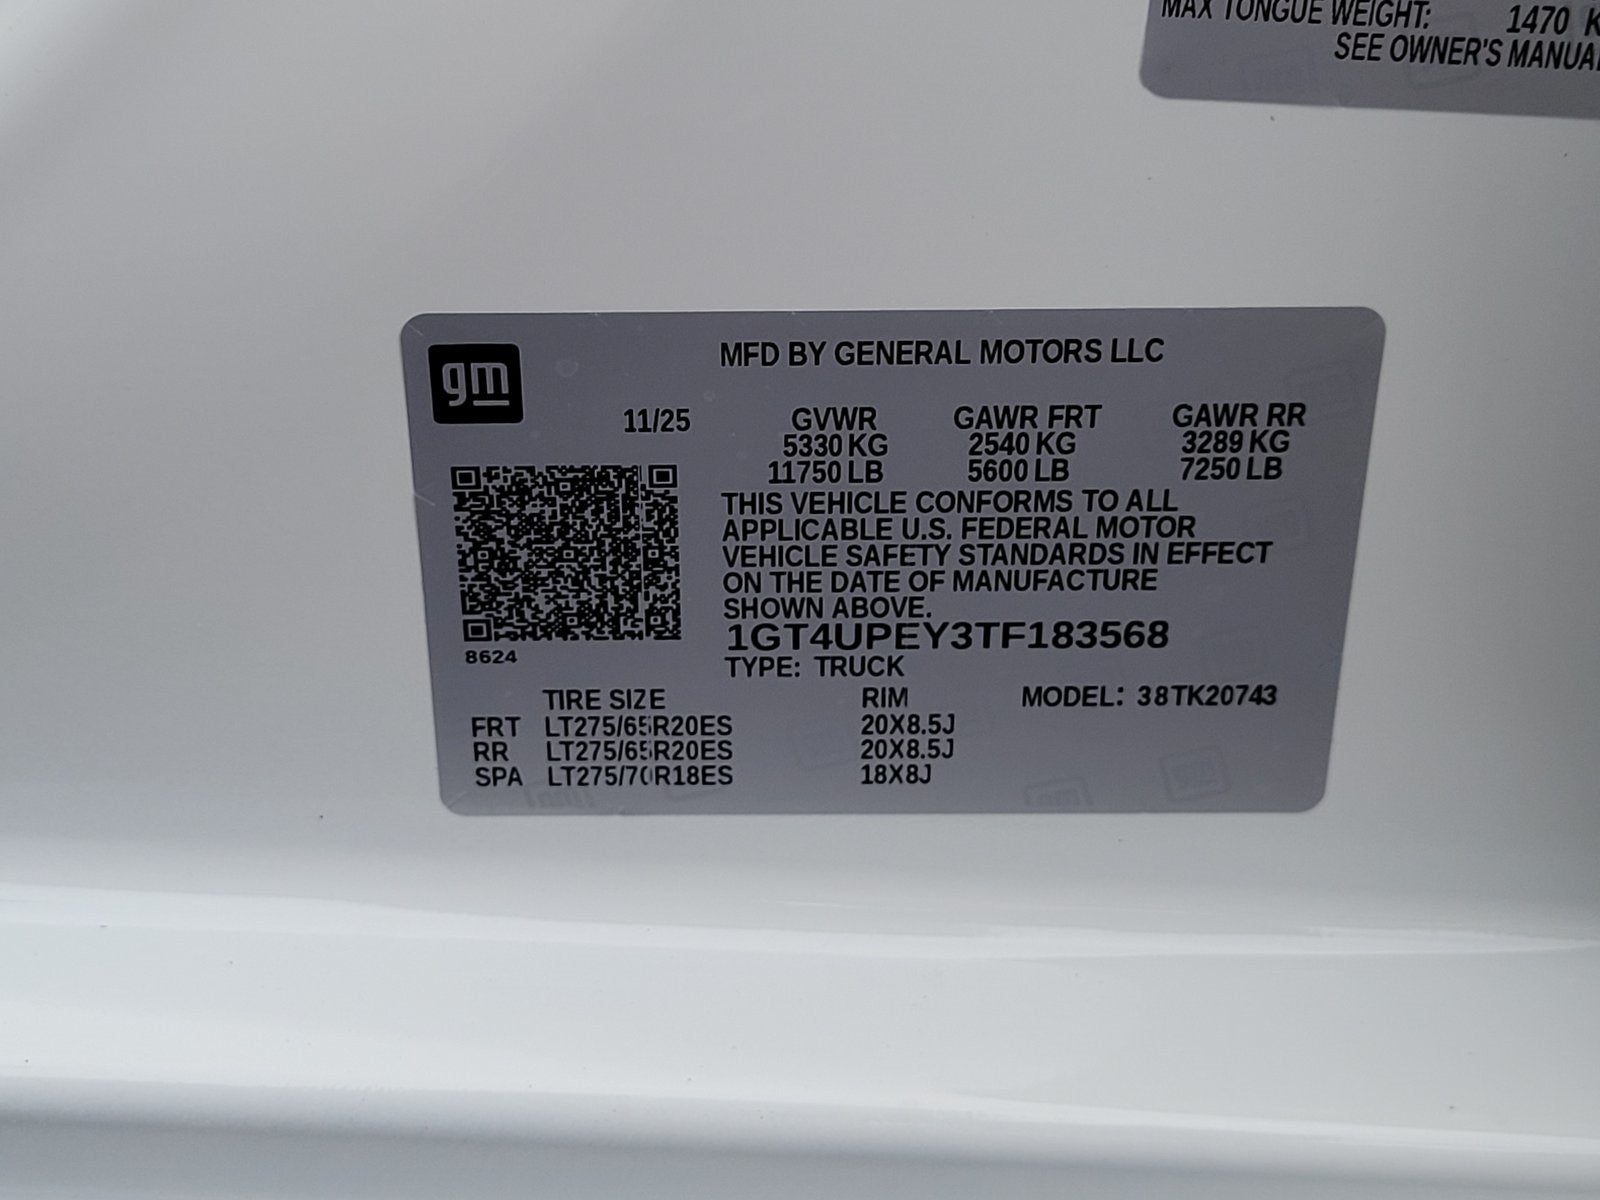 MAX TONGUE WEIGHT: 1470 K
SEE OWNER'S MANUAL
gm
MFD BY GENERAL MOTORS LLC
11/25 GVWR GAWR FRT GAWR RR
5330 KG 2540 KG 3289 KG
11750 LB 5600 LB 7250 LB
THIS VEHICLE CONFORMS TO ALL
APPLICABLE U.S. FEDERAL MOTOR
VEHICLE SAFETY STANDARDS IN EFFECT
ON THE DATE OF MANUFACTURE
SHOWN ABOVE.
1GT4UPEY3TF183568
8624
TYPE: TRUCK
TIRE SIZE RIM MODEL: 38TK20743
FRT LT275/65R20ES 20X8.5J
RR LT275/65R20ES 20X8.5J
SPA LT275/70R18ES 18X8J